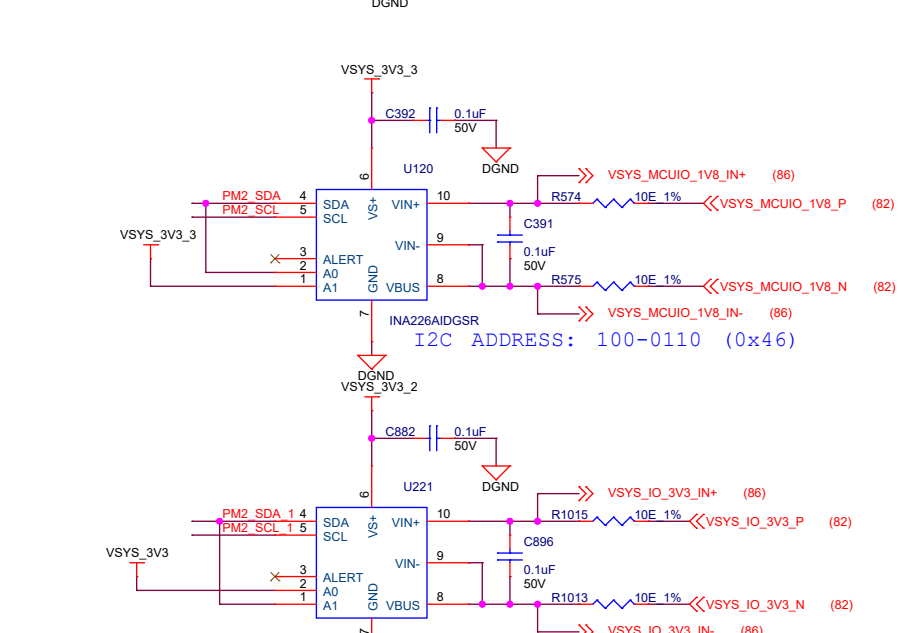 DGND
VSYS_3V3_3
C392
0.1uF
50V
DGND
U120
6
VSYS_MCUIO_1V8_IN+ (86)
PM2_SDA 4 SDA VS+ VIN+ 10 R574 10E_1% VSYS_MCUIO_1V8_P (82)
PM2_SCL 5 SCL
C391
VSYS_3V3_3
9 VIN-
0.1uF
50V
3 ALERT
2 A0
1 A1 GND VBUS 8 R575 10E_1% VSYS_MCUIO_1V8_N (82)
VSYS_MCUIO_1V8_IN- (86)
7
INA226AIDGSR
I2C ADDRESS: 100-0110 (0x46)
DGND
VSYS_3V3_2
C882
0.1uF
50V
DGND
U221
6
VSYS_IO_3V3_IN+ (86)
PM2_SDA_1 4 SDA VS+ VIN+ 10 R1015 10E_1% VSYS_IO_3V3_P (82)
PM2_SCL_1 5 SCL
C896
VSYS_3V3
9 VIN-
0.1uF
50V
3 ALERT
2 A0
1 A1 GND VBUS 8 R1013 10E_1% VSYS_IO_3V3_N (82)
7
VSYS_IO_3V3_IN- (86)